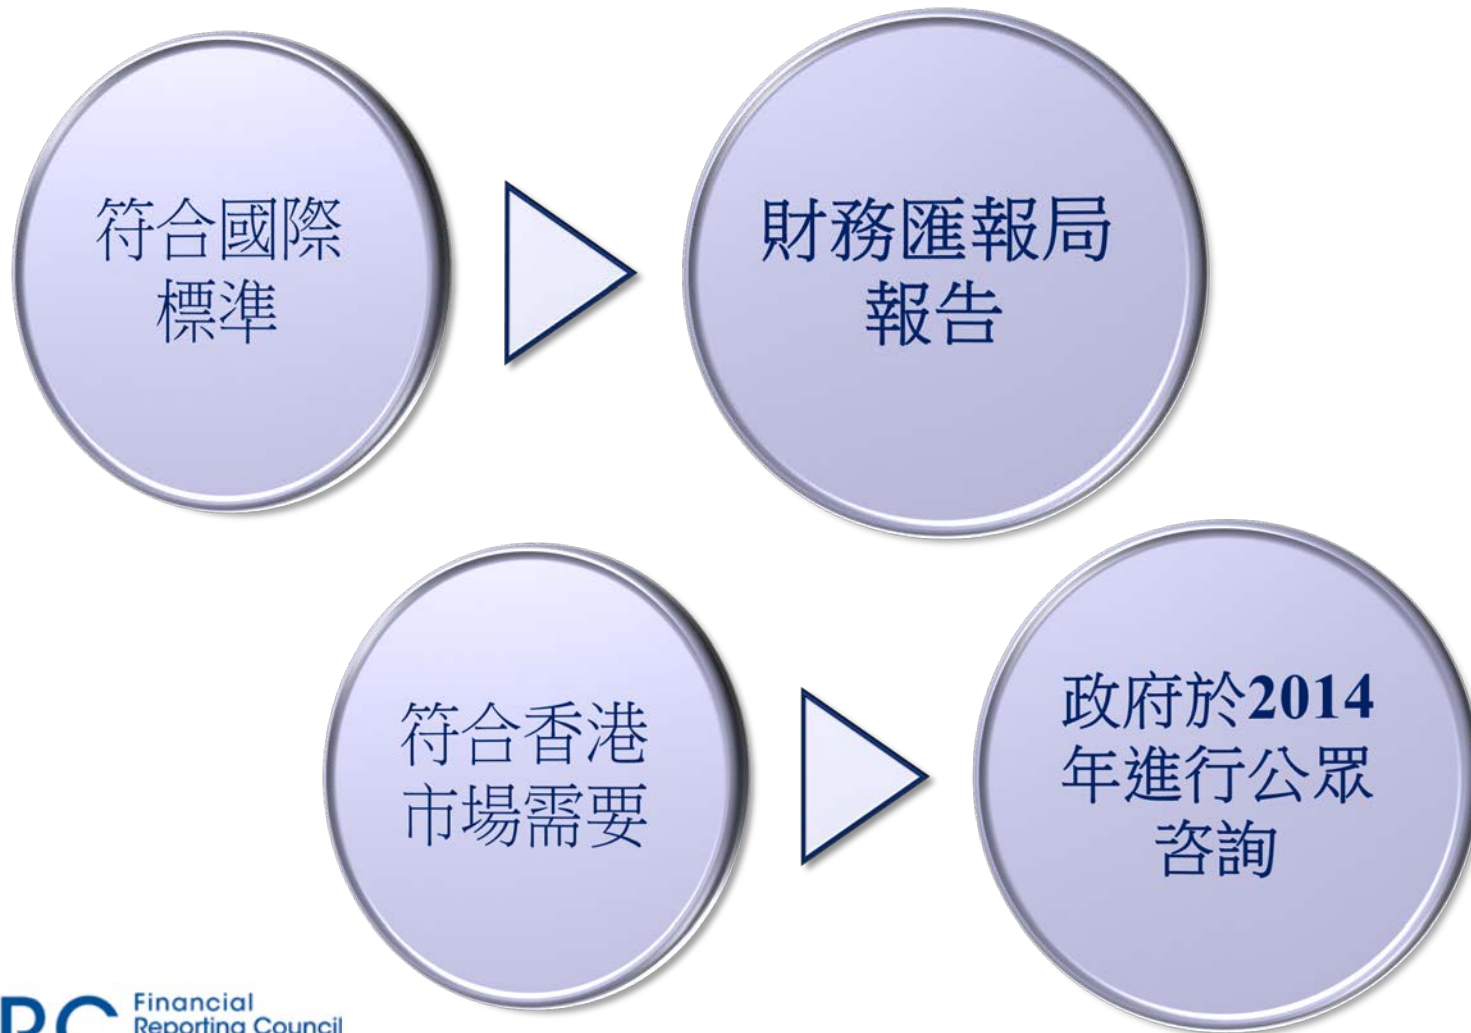 符合國際
標準
財務匯報局
報告
符合香港
市場需要
政府於2014
年進行公眾
咨詢
RC
Financial
Reporting Council